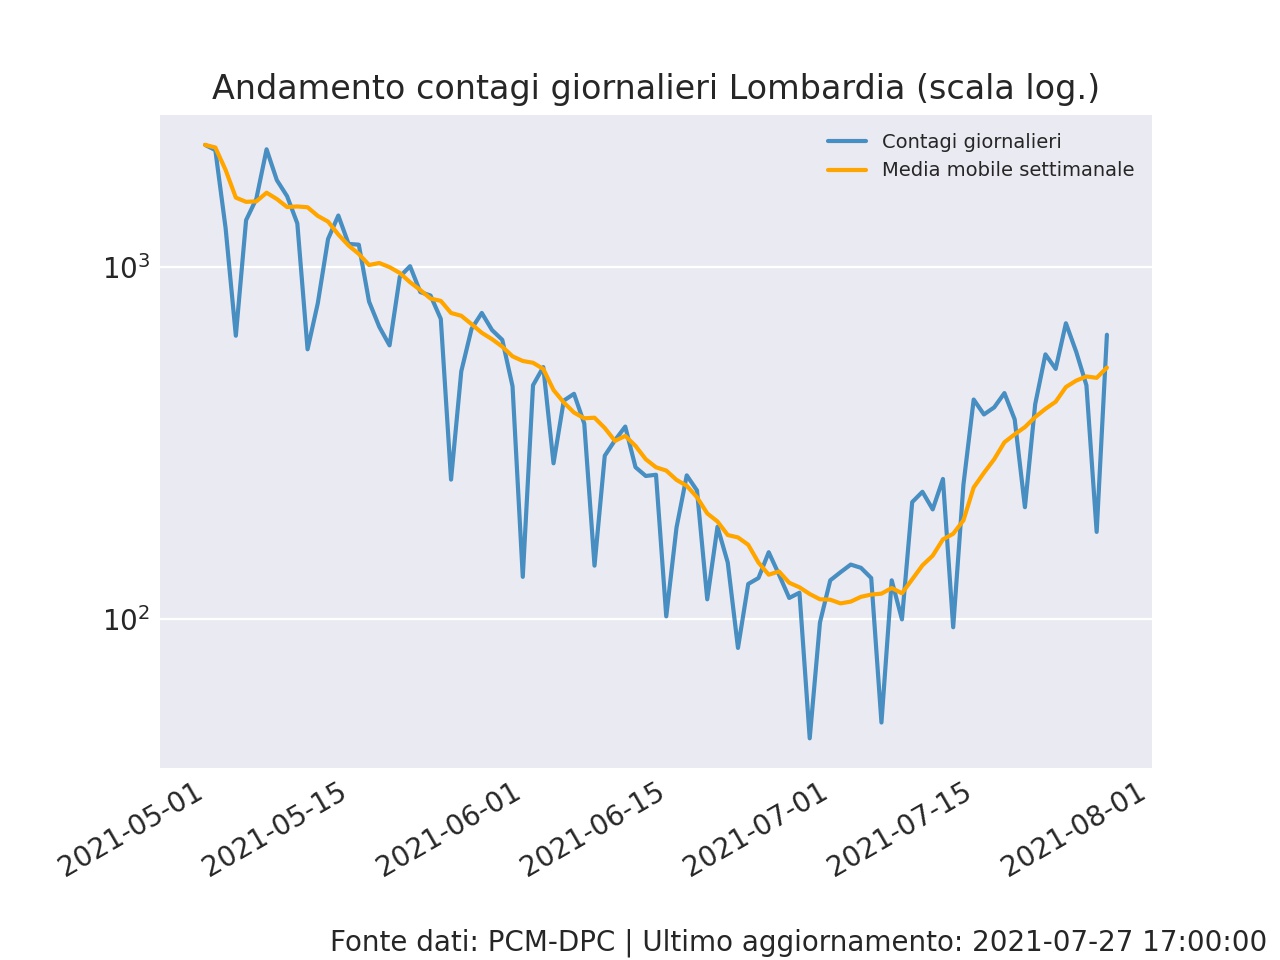 Andamento contagi giornalieri Lombardia (scala log.)
Contagi giornalieri
Media mobile settimanale
10³
10²
2021-05-01
2021-05-15
2021-06-01
2021-06-15
2021-07-01
2021-07-15
2021-08-01
Fonte dati: PCM-DPC | Ultimo aggiornamento: 2021-07-27 17:00:00